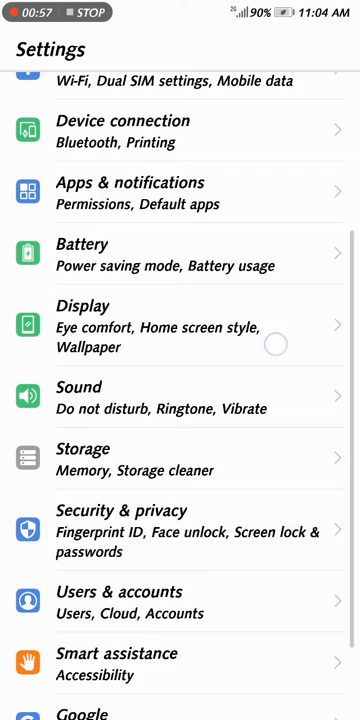 00:57 STOP 2G 90% 11:04 AM
Settings
Wi-Fi, Dual SIM settings, Mobile data
Device connection
Bluetooth, Printing
Apps & notifications
Permissions, Default apps
Battery
Power saving mode, Battery usage
Display
Eye comfort, Home screen style,
Wallpaper
Sound
Do not disturb, Ringtone, Vibrate
Storage
Memory, Storage cleaner
Security & privacy
Fingerprint ID, Face unlock, Screen lock &
passwords
Users & accounts
Users, Cloud, Accounts
Smart assistance
Accessibility
Google